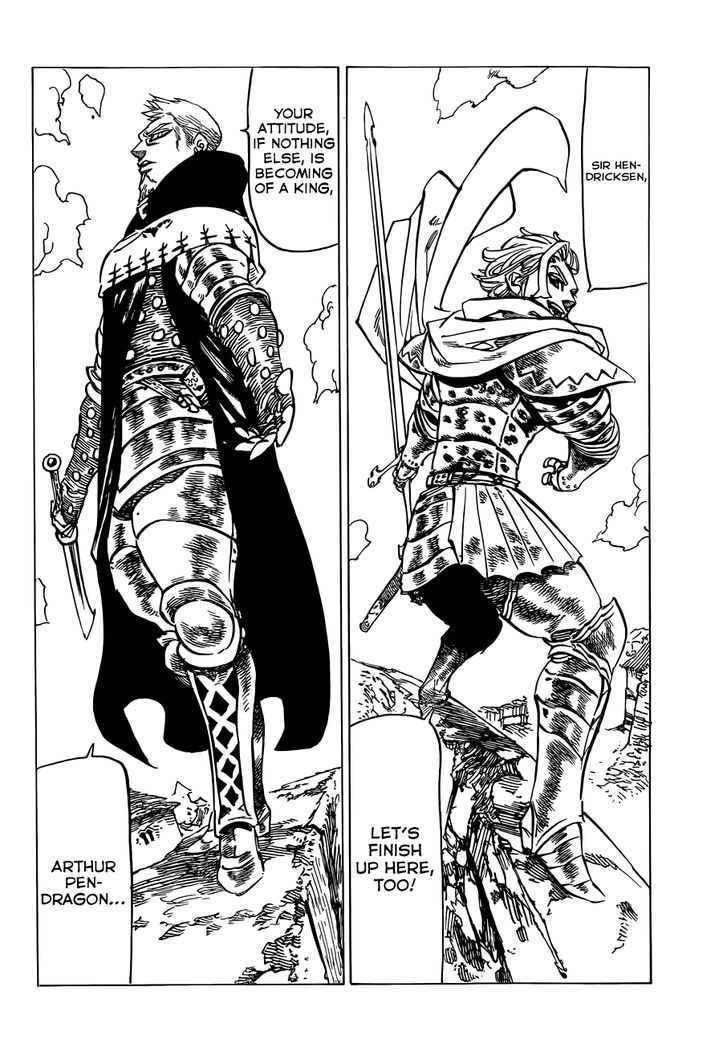 SIR HEN-
DRICKSEN,
LET'S
FINISH
UP HERE,
TOO!
YOUR
ATTITUDE,
IF NOTHING
ELSE, IS
BECOMING
OF A KING,
ARTHUR
PEN-
DRAGON...